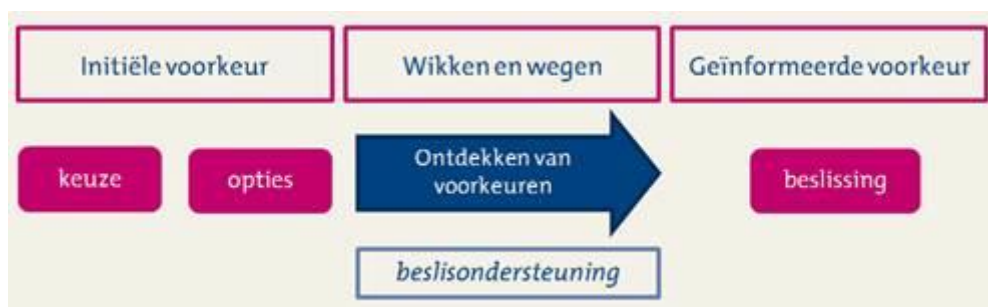 Initiële voorkeur
Wikken en wegen
Geïnformeerde voorkeur
keuze
opties
Ontdekken van
voorkeuren
beslissing
beslisondersteuning